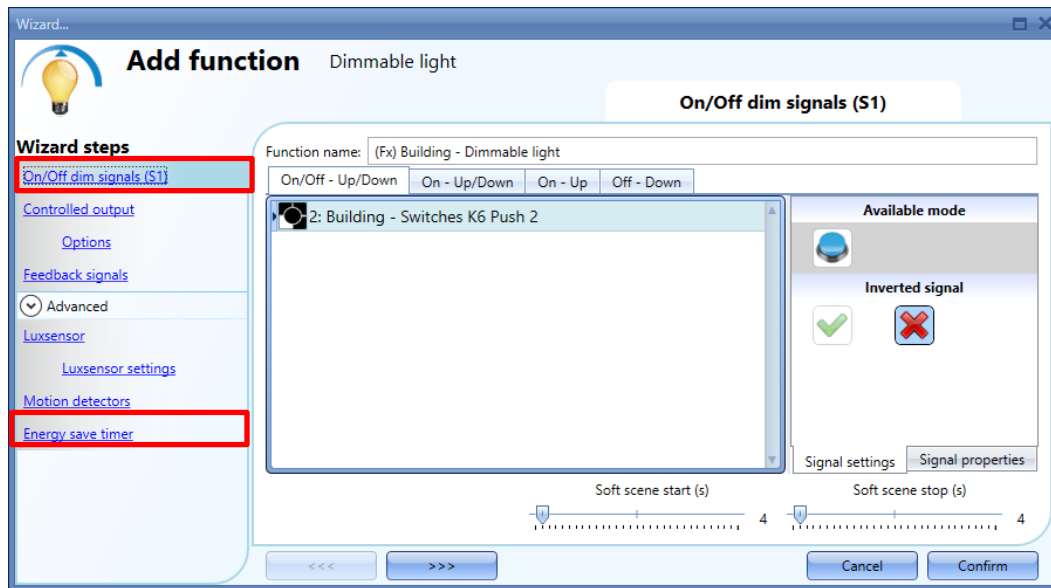 Wizard...
Add function Dimmable light
On/Off dim signals (S1)
Wizard steps
On/Off dim signals (S1)
Controlled output
Options
Feedback signals
Advanced
Luxsensor
Luxsensor settings
Motion detectors
Energy save timer
Function name: (Fx) Building - Dimmable light
On/Off - Up/Down On - Up/Down On - Up Off - Down
2: Building - Switches K6 Push 2
Available mode
Inverted signal
Signal settings Signal properties
Soft scene start (s) Soft scene stop (s)
4 4
<<< >>> Cancel Confirm